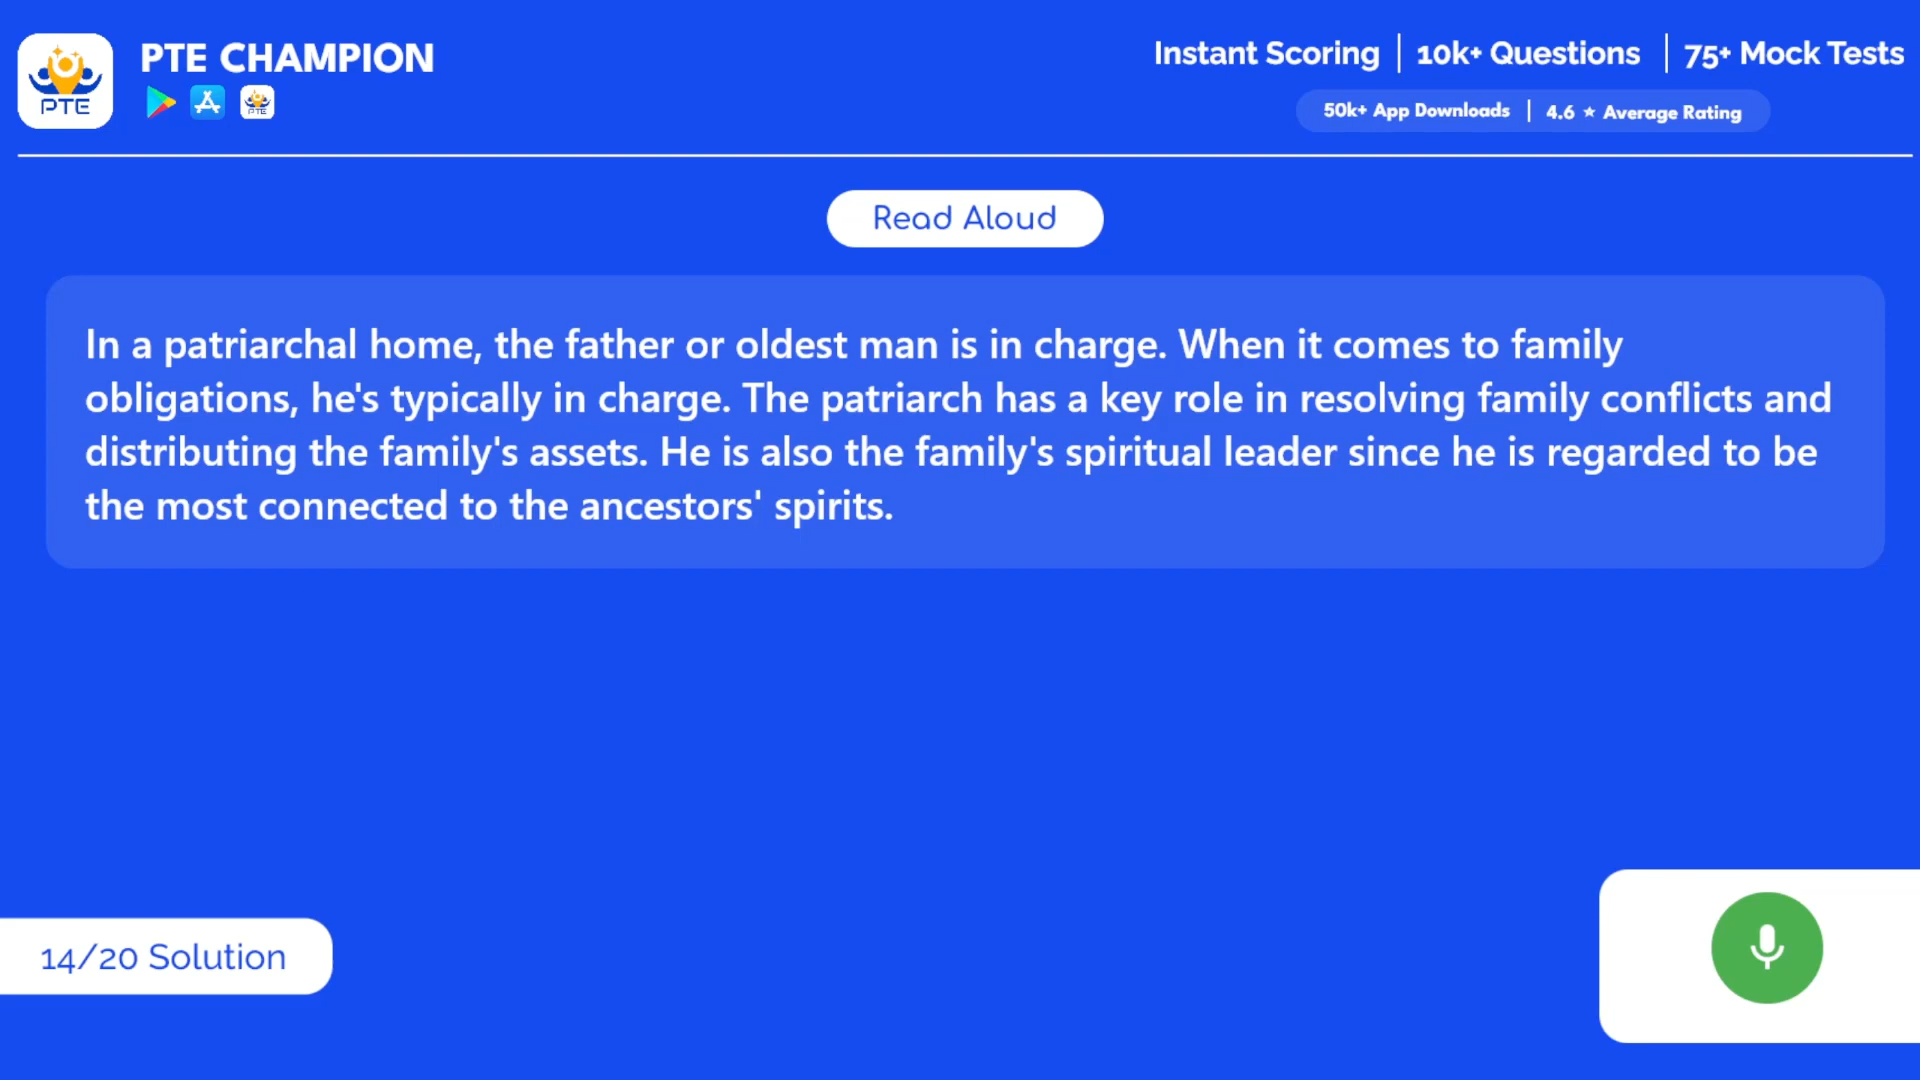 PTE CHAMPION
PTE
PTE
Instant Scoring | 10k+ Questions | 75+ Mock Tests
50k+ App Downloads | 4.6 ★ Average Rating
Read Aloud
In a patriarchal home, the father or oldest man is in charge. When it comes to family
obligations, he's typically in charge. The patriarch has a key role in resolving family conflicts and
distributing the family's assets. He is also the family's spiritual leader since he is regarded to be
the most connected to the ancestors' spirits.
14/20 Solution